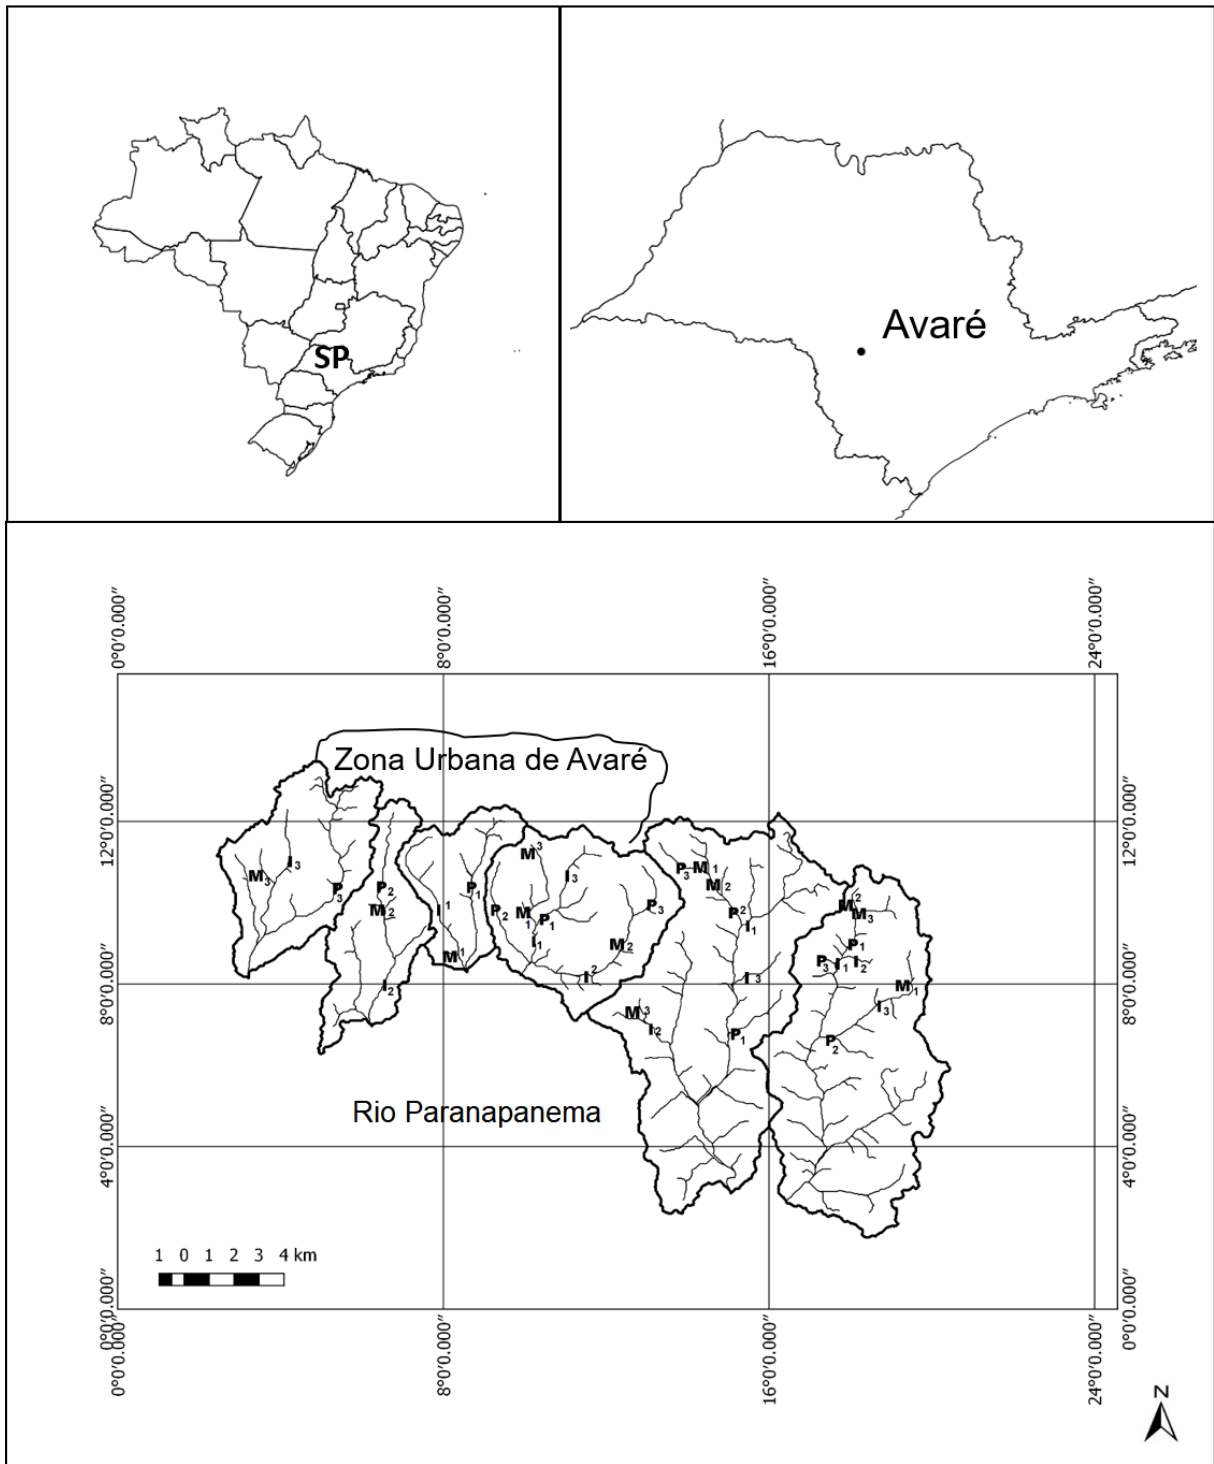 SP
Avaré
0°0'0.000"
8°0'0.000"
16°0'0.000"
24°0'0.000"
Zona Urbana de Avaré
12°0'0.000"
12°0'0.000"
M3
I3
P3
P2
M2
I2
I1
P1
M1
P2
M3
I3
M1
P1
I1
P3
M2
I2
P3
M1
M2
P2
I1
I3
M3
I2
P1
M2
M3
P1
P3
I1
I2
M1
I3
P2
8°0'0.000"
8°0'0.000"
Rio Paranapanema
4°0'0.000"
4°0'0.000"
1 0 1 2 3 4 km
0°0'0.000"
0°0'0.000"
0°0'0.000"
8°0'0.000"
16°0'0.000"
24°0'0.000"
N